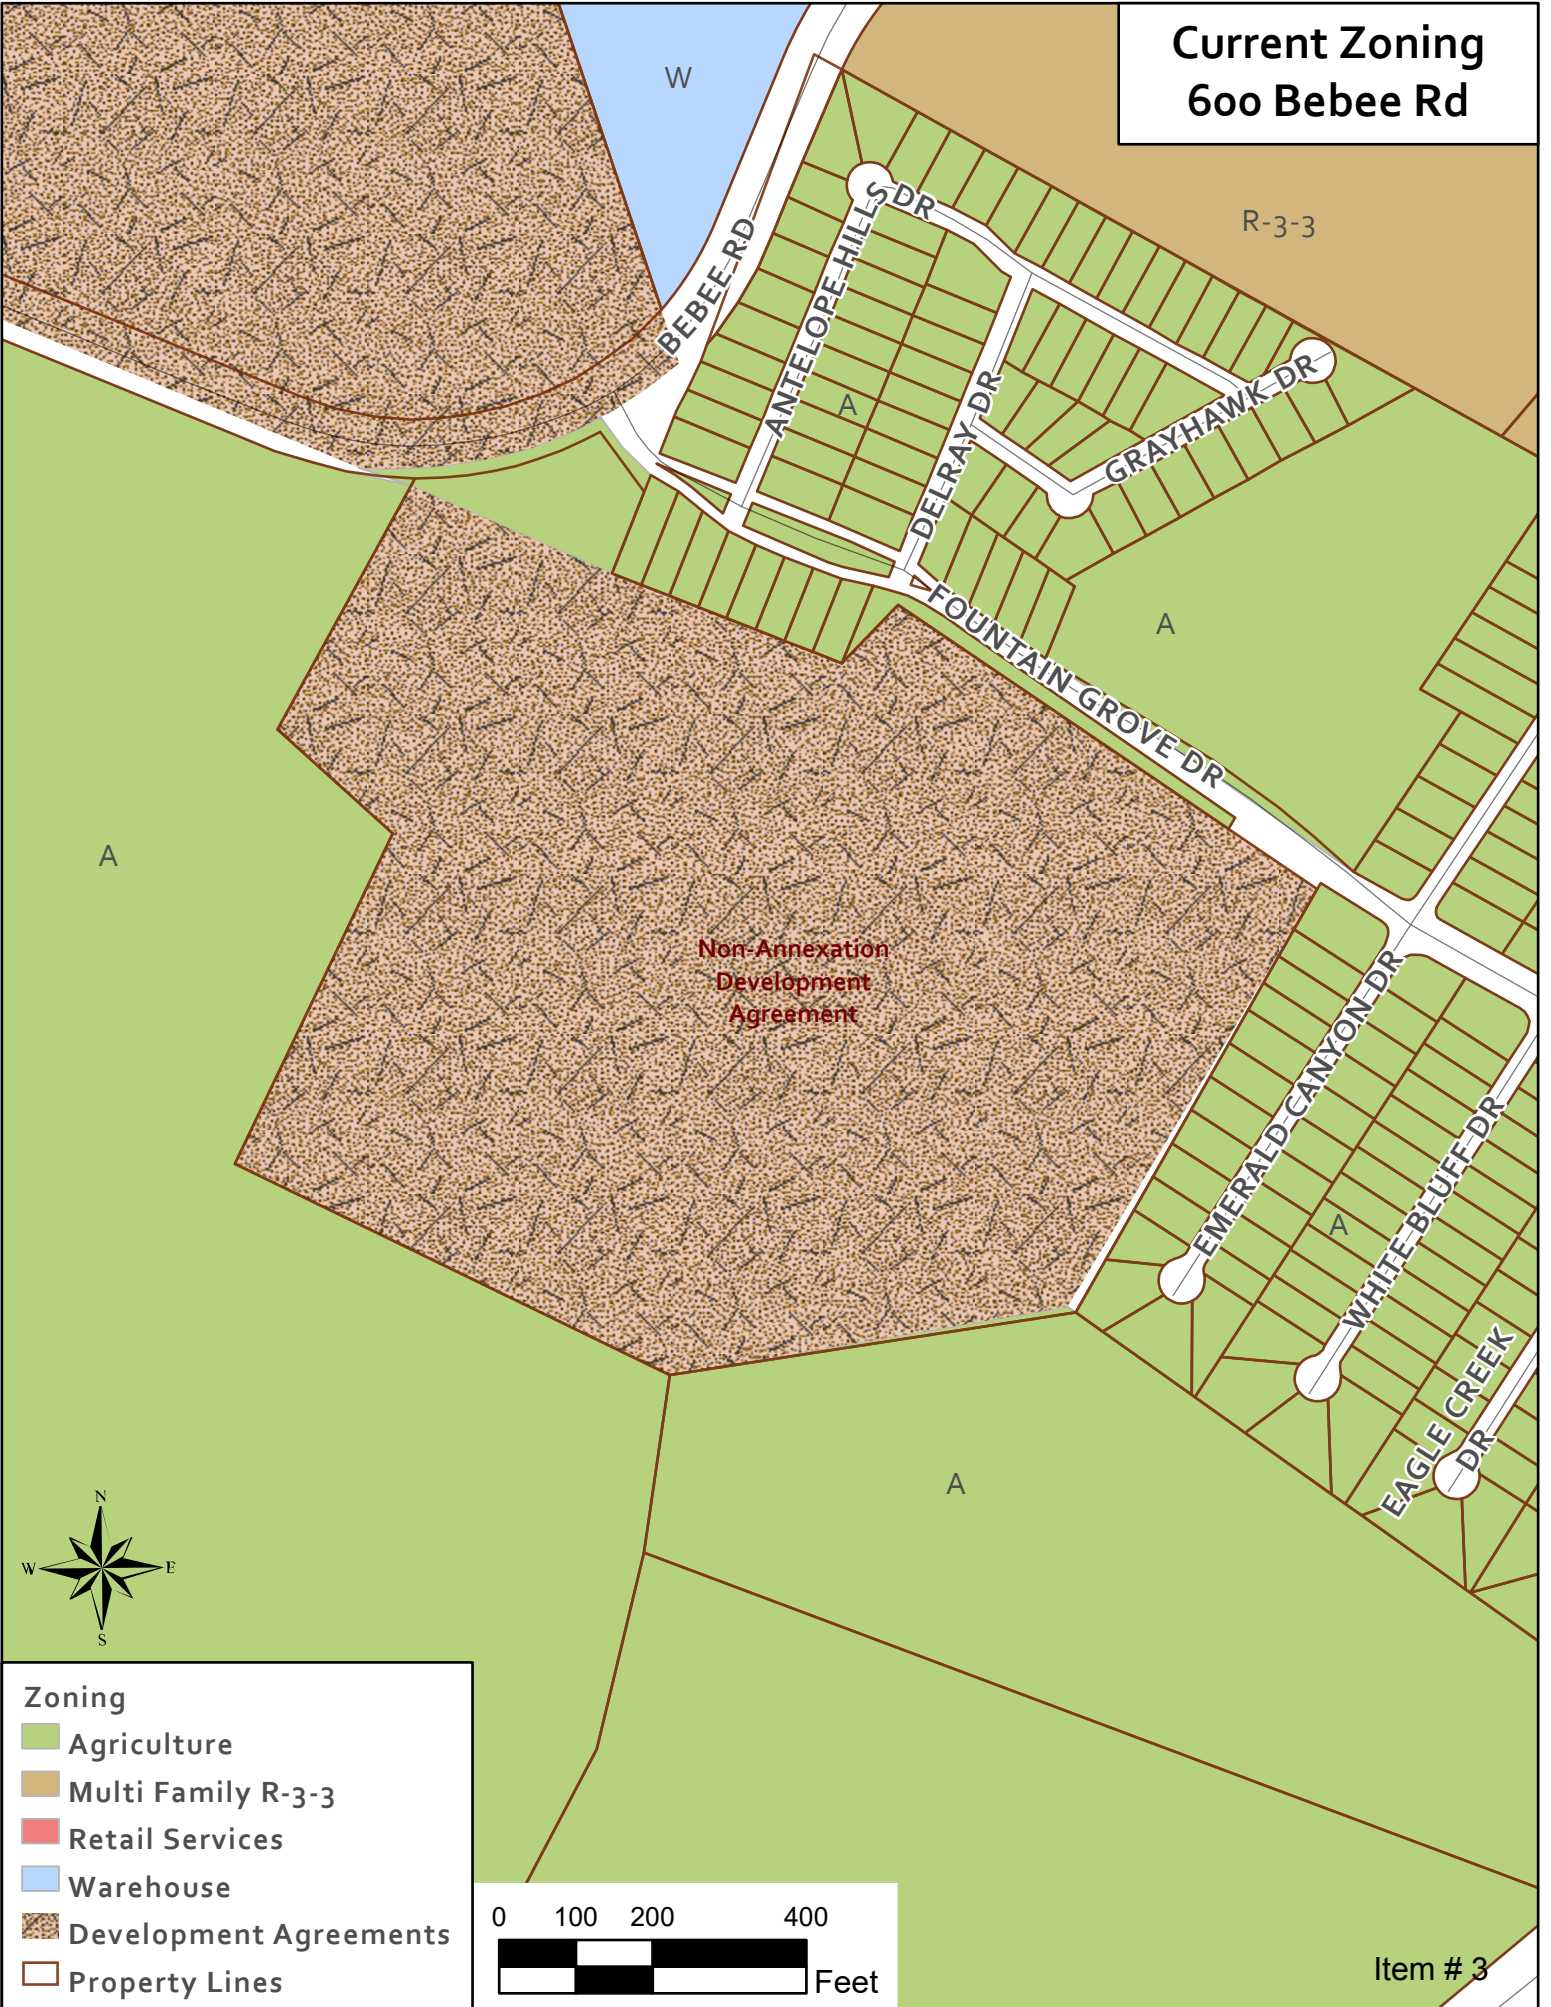 Current Zoning
600 Bebee Rd
W
R-3-3
BEBEE RD
ANTELOPE HILLS DR
A
DELRAY DR
GRAYHAWK DR
FOUNTAIN GROVE DR
A
A
Non-Annexation
Development
Agreement
EMERALD CANYON DR
WHITE BLUFF DR
A
EAGLE CREEK
DR
A
N
W
E
S
Zoning
Agriculture
Multi Family R-3-3
Retail Services
Warehouse
Development Agreements
Property Lines
0 100 200 400
Feet
Item # 3